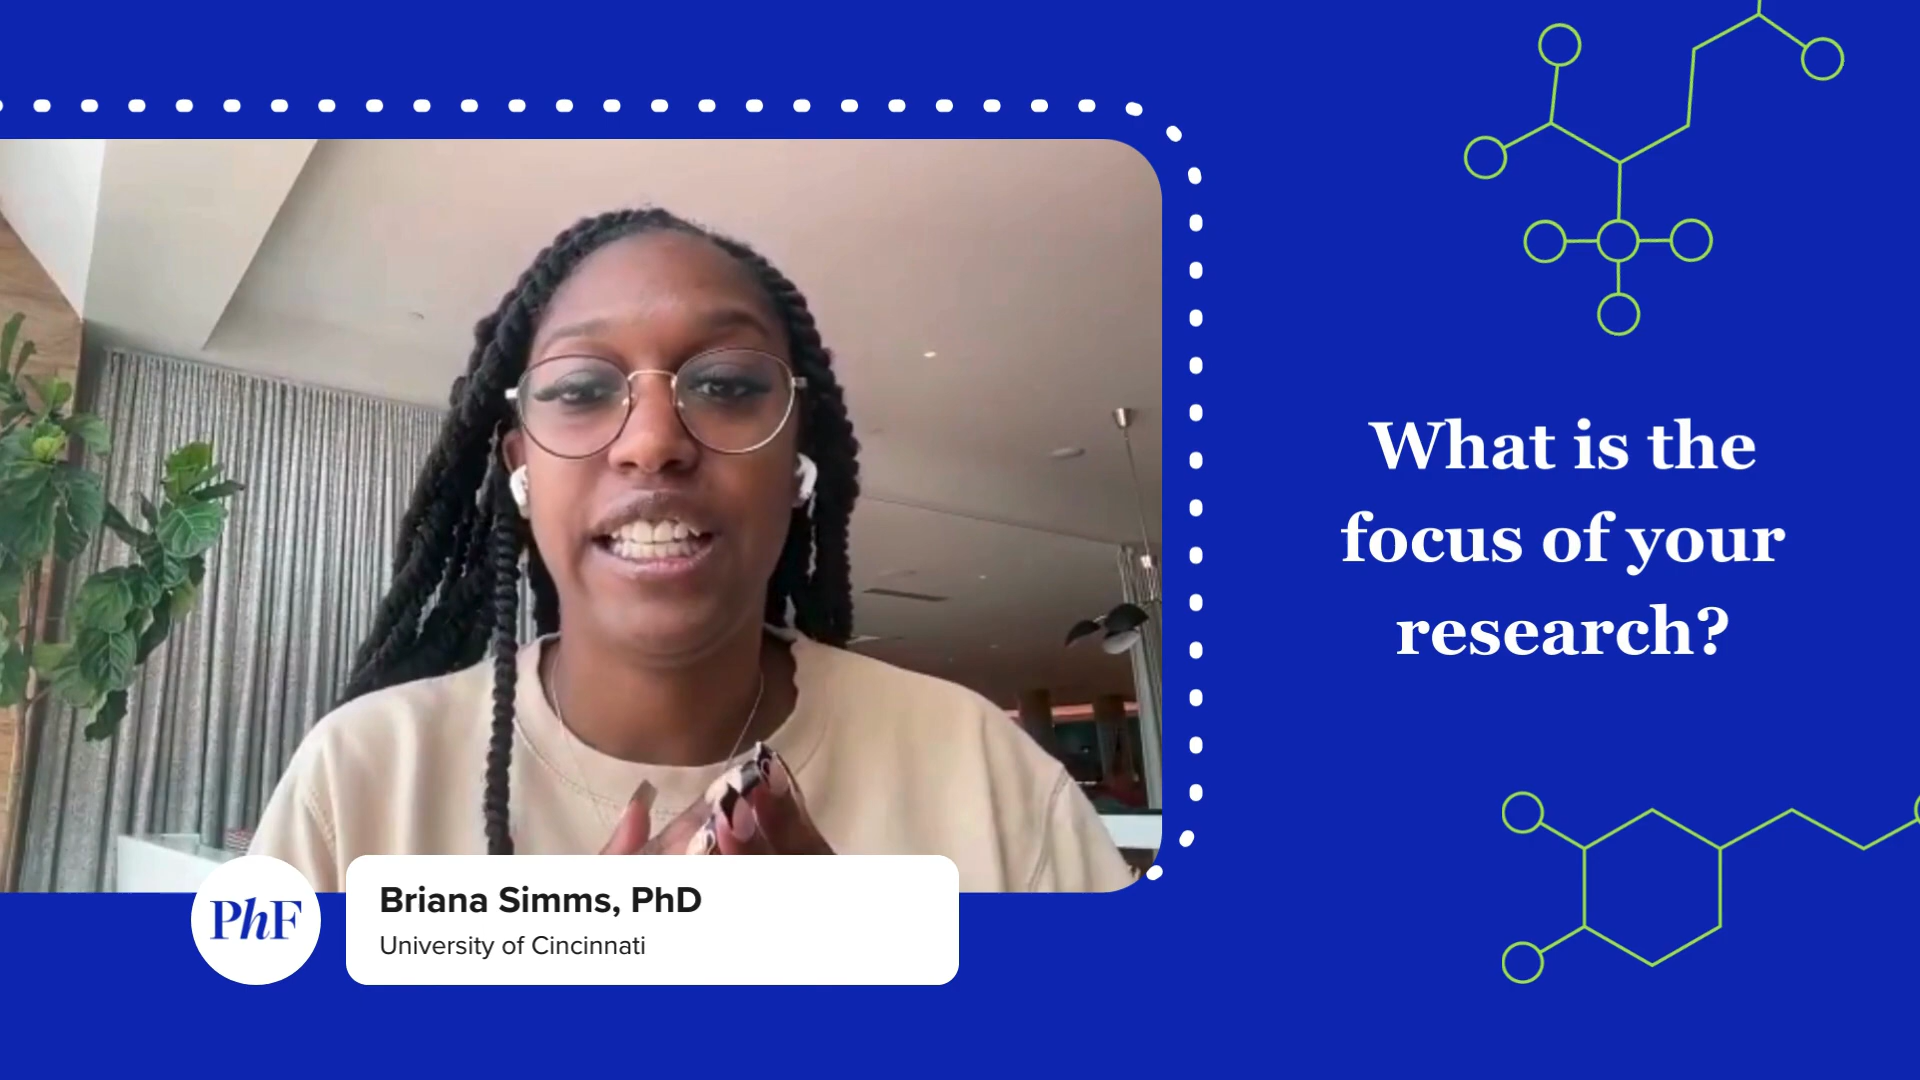 What is the
focus of your
research?
PhF
Briana Simms, PhD
University of Cincinnati